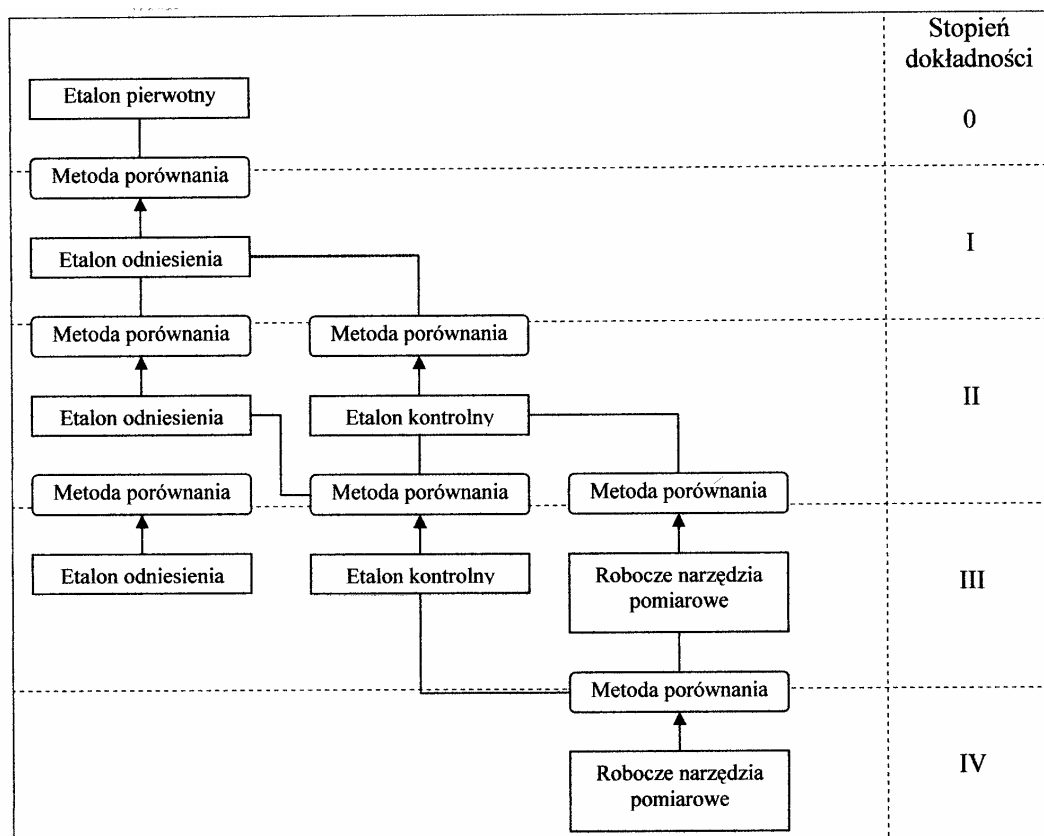 Stopień
dokładności
Etalon pierwotny
0
Metoda porównania
Etalon odniesienia
I
Metoda porównania
Metoda porównania
Etalon odniesienia
Etalon kontrolny
II
Metoda porównania
Metoda porównania
Metoda porównania
Etalon odniesienia
Etalon kontrolny
Robocze narzędzia
pomiarowe
III
Metoda porównania
Robocze narzędzia
pomiarowe
IV